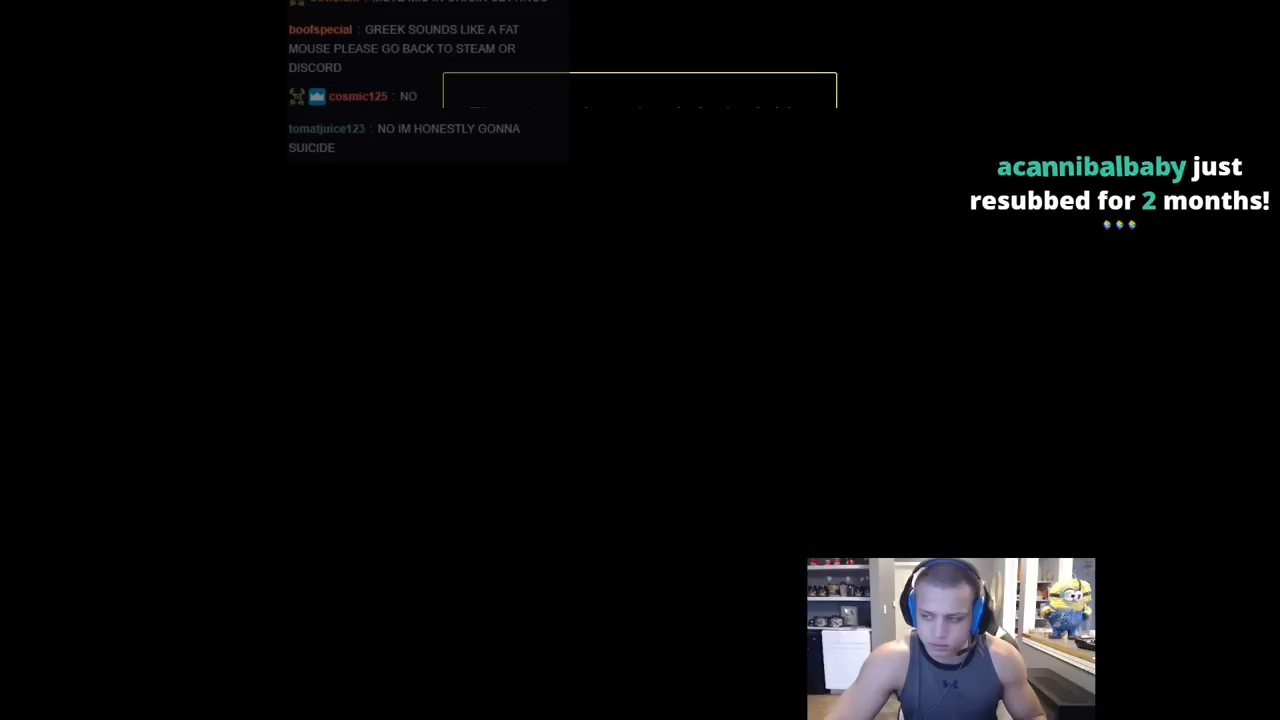 boofspecial : GREEK SOUNDS LIKE A FAT
MOUSE PLEASE GO BACK TO STEAM OR
DISCORD
cosmic125 : NO
tomatjuice123 : NO IM HONESTLY GONNA
SUICIDE
acannibalbaby just
resubbed for 2 months!